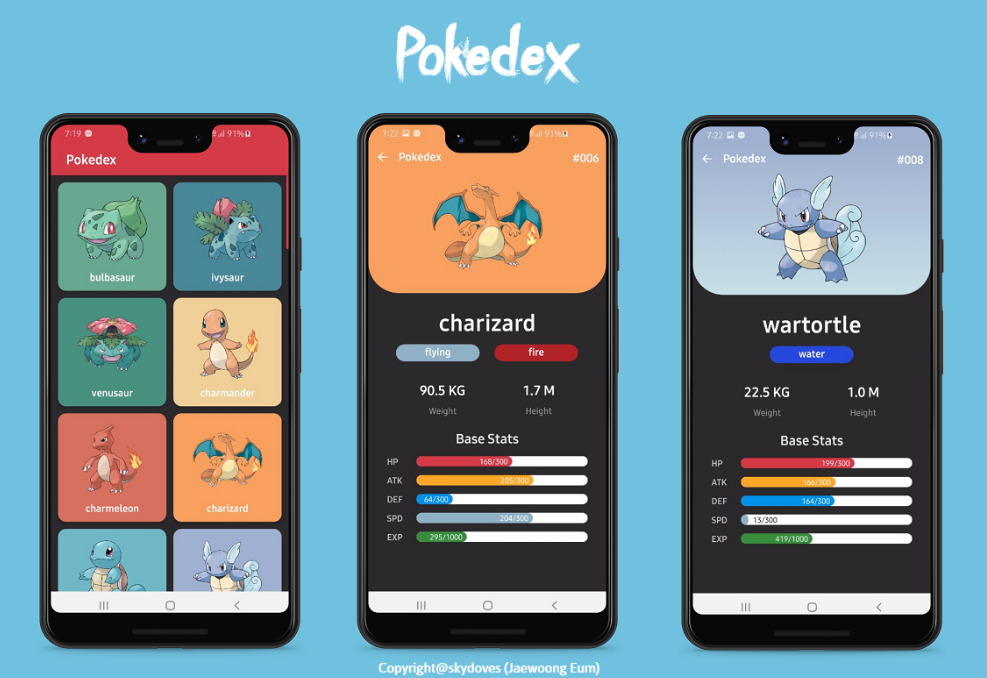 Pokedex
7:19
91%
Pokedex
bulbasaur
ivysaur
venusaur
charmander
charmeleon
charizard
7:22
91%
Pokedex
#006
charizard
flying
fire
90.5 KG
1.7 M
Weight
Height
Base Stats
HP 168/300
ATK 205/300
DEF 64/300
SPD 204/300
EXP 295/1000
7:22
91%
Pokedex
#008
wartortle
water
22.5 KG
1.0 M
Weight
Height
Base Stats
HP 199/300
ATK 166/300
DEF 164/300
SPD 13/300
EXP 419/1000
Copyright@skydoves (Jaewoong Eum)